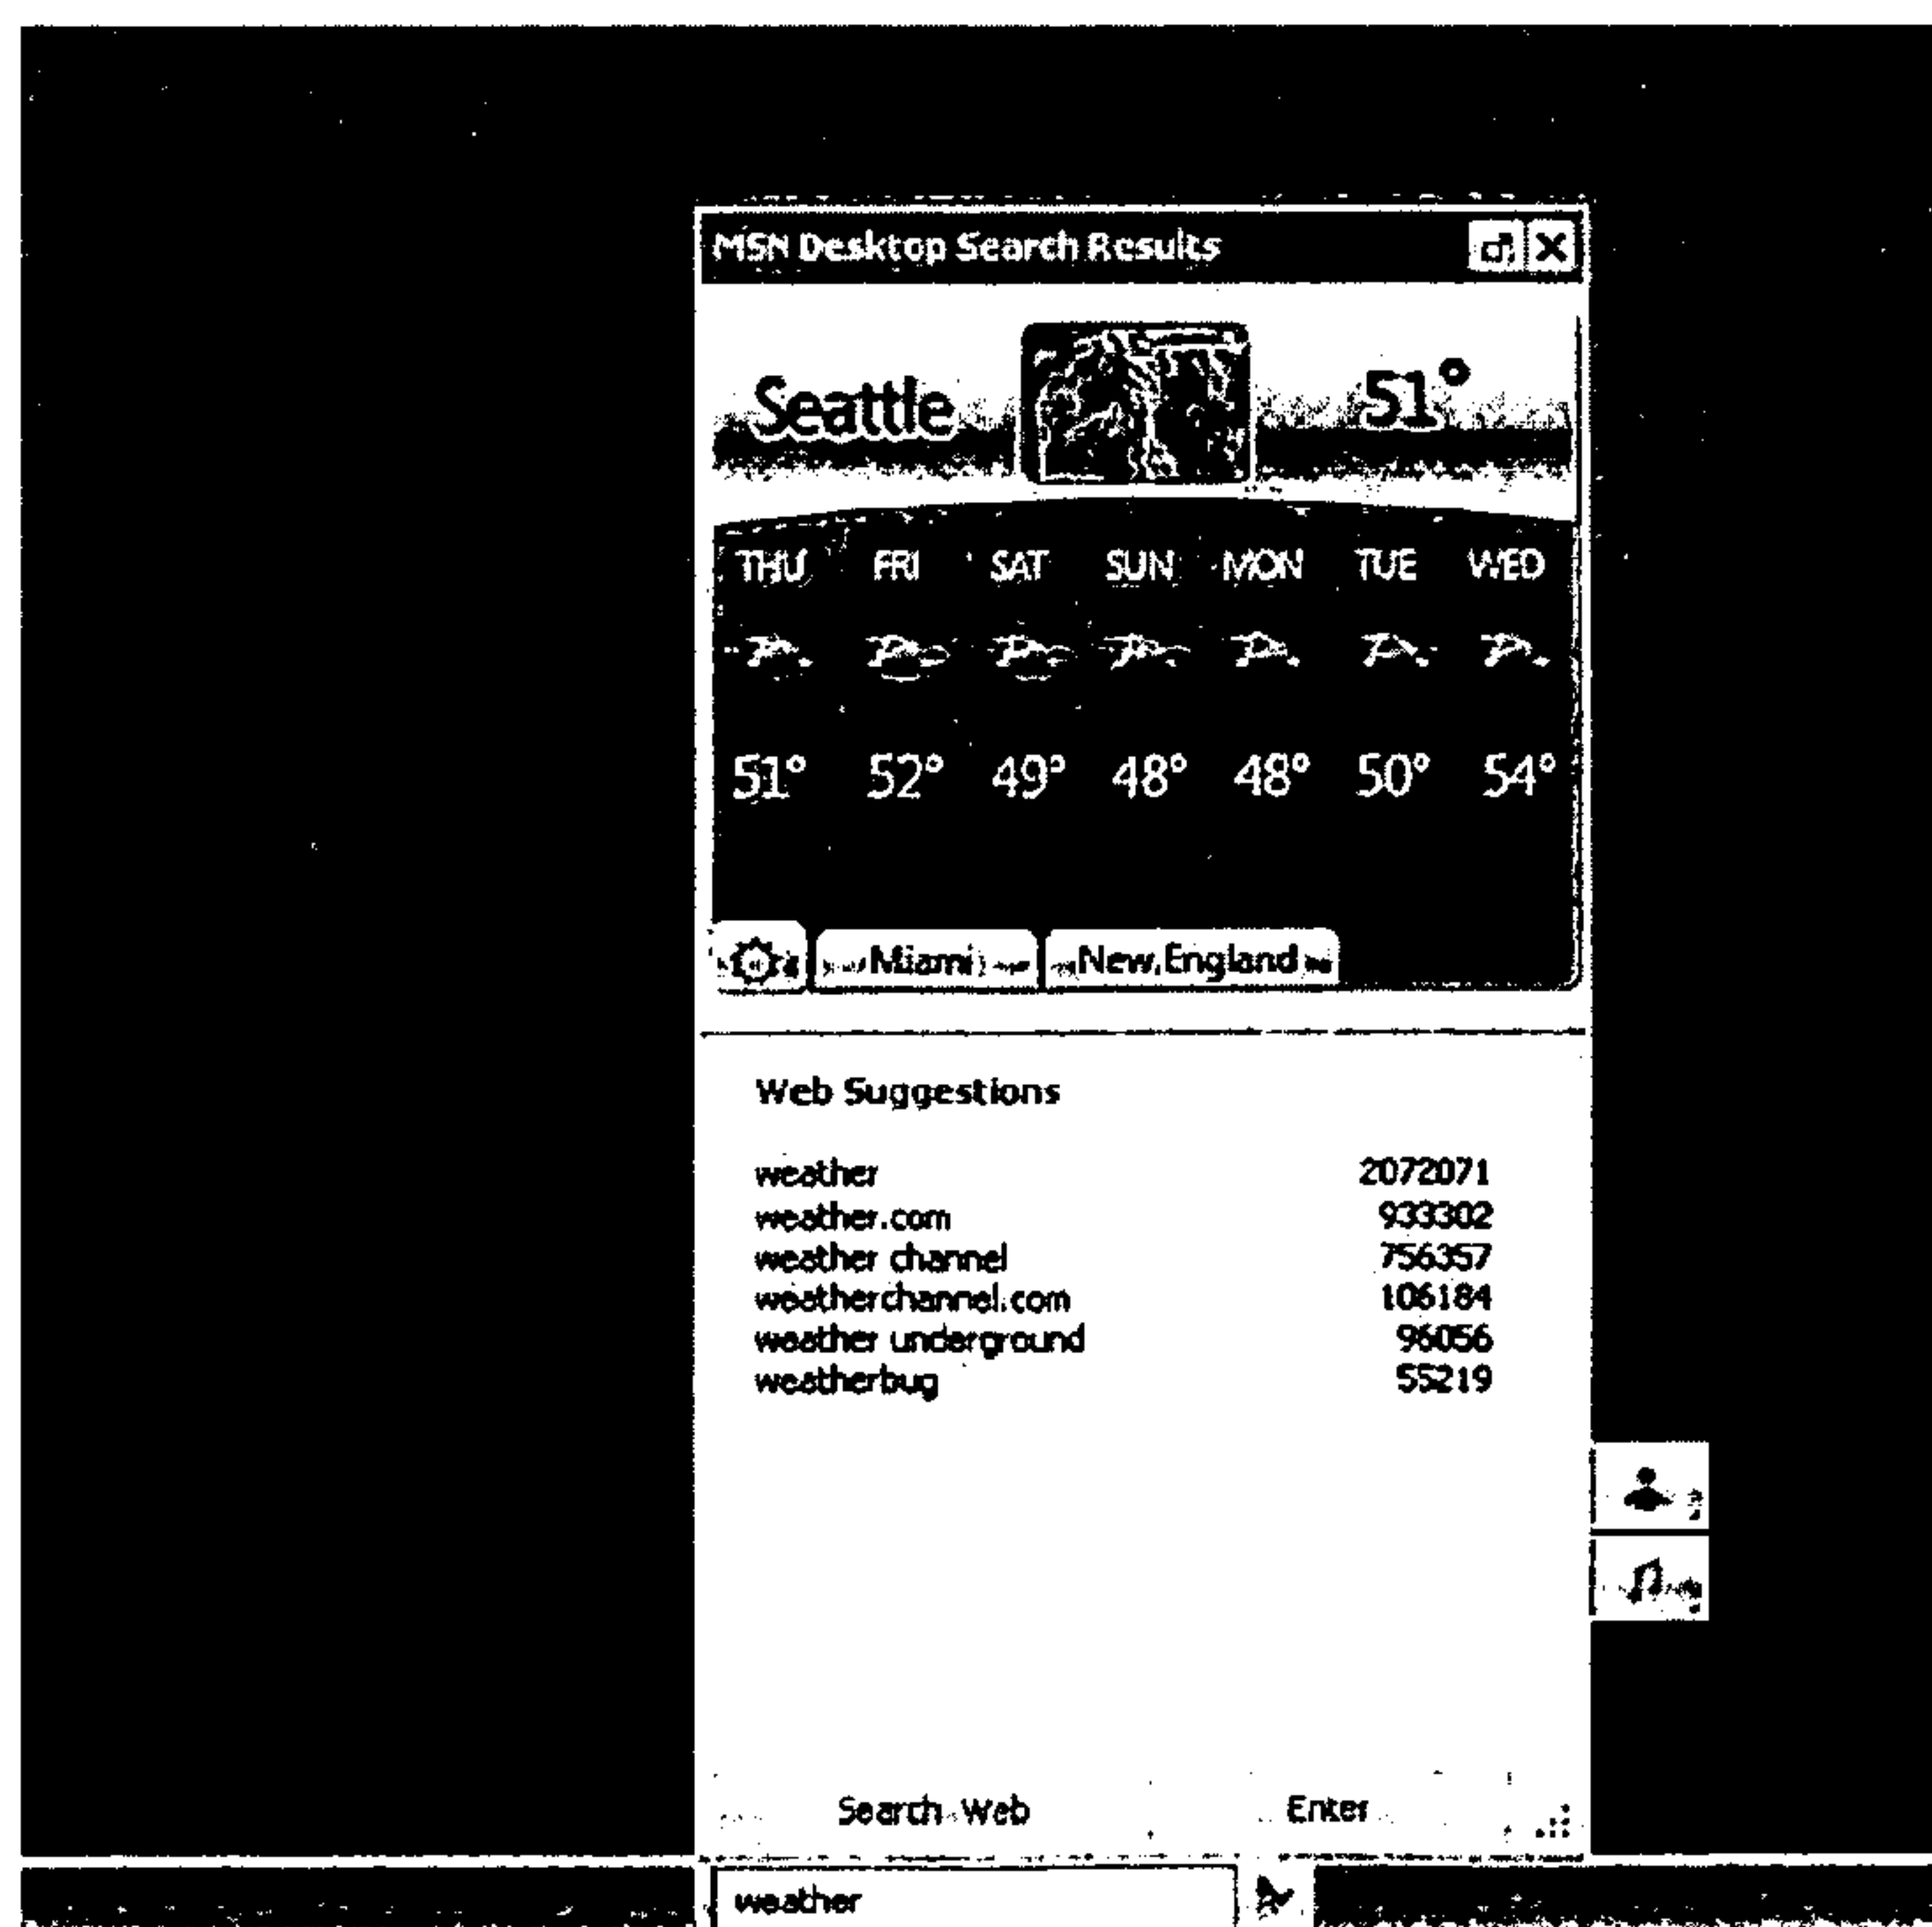 MSN Desktop Search Results
Seattle 51°
THU FRI SAT SUN MON TUE WED
51° 52° 49° 48° 48° 50° 54°
Miami New England
Web Suggestions
weather 2072071
weather.com 933302
weather channel 756357
weatherchannel.com 106184
weather underground 96056
weatherbug 55219
Search Web Enter
weather